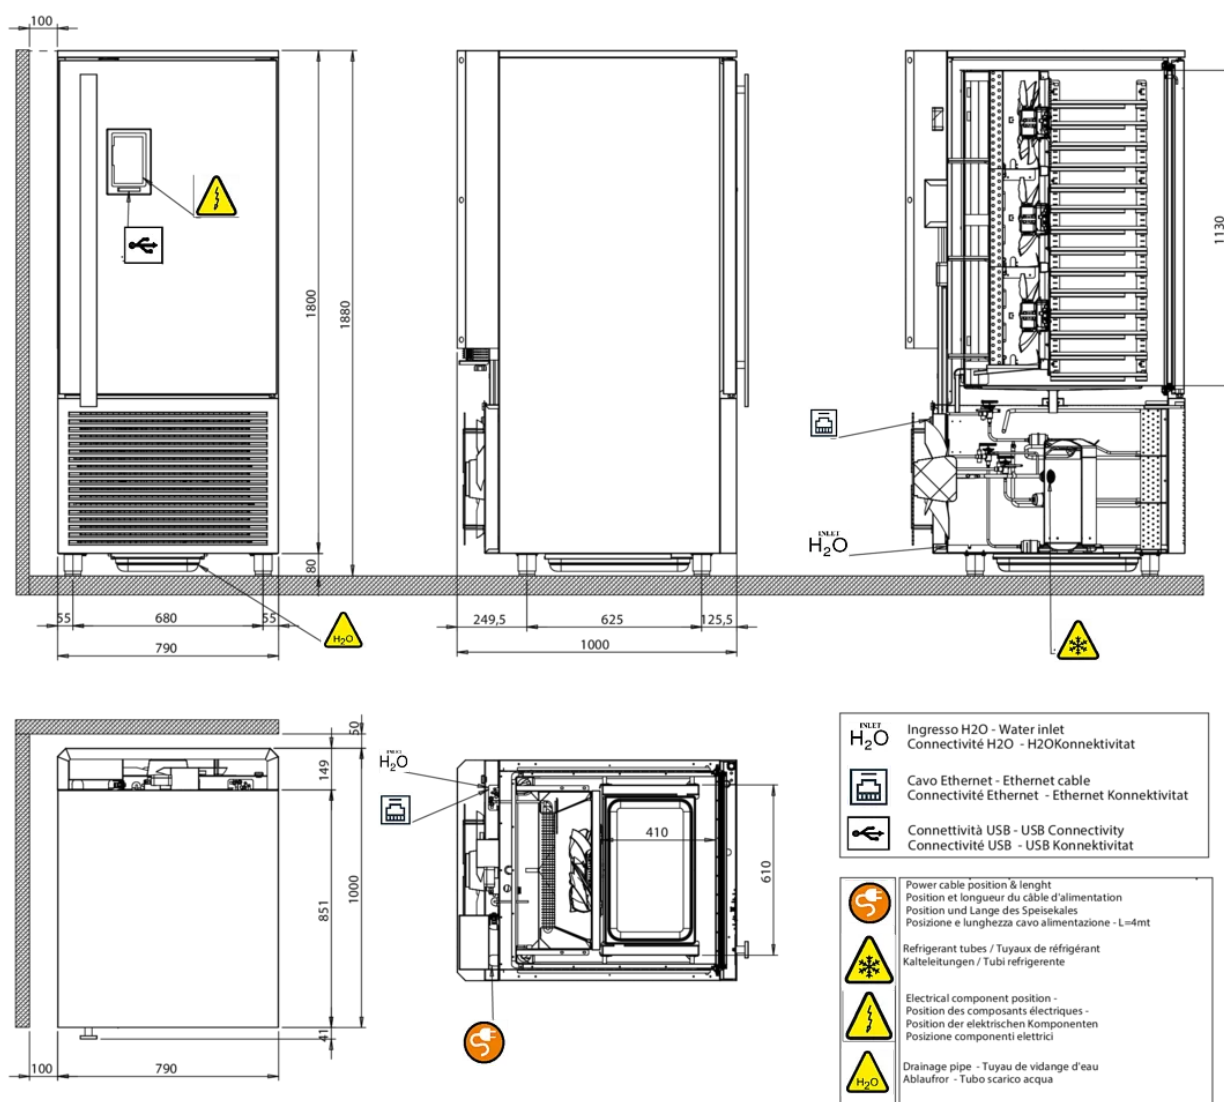 100
1800
1880
80
55
680
55
790
H2O
249,5
625
125,5
1000
1130
INLET
H2O
50
149
851
1000
41
100
790
INLET
H2O
410
610
INLET
H2O
Ingresso H2O - Water inlet
Connectivité H2O - H2OKonnektivitat
Cavo Ethernet - Ethernet cable
Connectivité Ethernet - Ethernet Konnektivitat
Connettività USB - USB Connectivity
Connectivité USB - USB Konnektivitat
Power cable position & lenght
Position et longueur du câble d'alimentation
Position und Lange des Speisekales
Posizione e lunghezza cavo alimentazione - L=4mt
Refrigerant tubes / Tuyaux de réfrigérant
Kalteleitungen / Tubi refrigerente
Electrical component position -
Position des composants électriques -
Position der elektrischen Komponenten
Posizione componenti elettrici
H2O
Drainage pipe - Tuyau de vidange d'eau
Ablaufror - Tubo scarico acqua